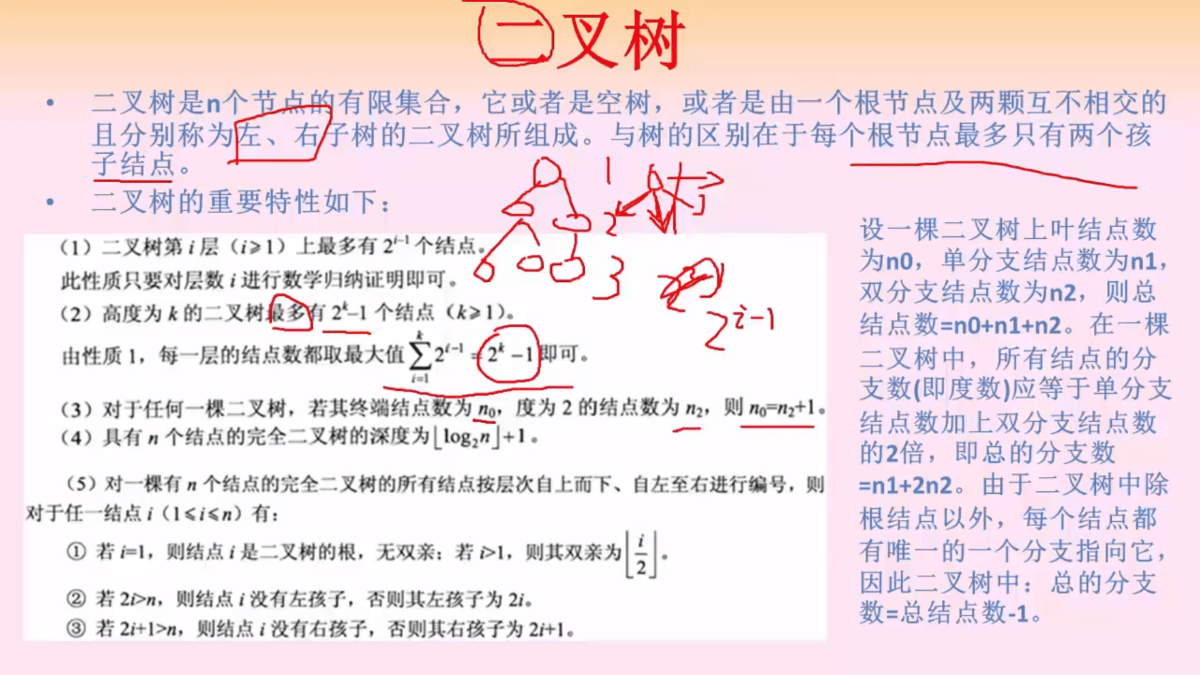 二叉树
• 二叉树是n个节点的有限集合，它或者是空树，或者是由一个根节点及两颗互不相交的
且分别称为左、右子树的二叉树所组成。与树的区别在于每个根节点最多只有两个孩
子结点。
• 二叉树的重要特性如下：
（1）二叉树第 i 层（i⩾1）上最多有 2^{i−1} 个结点。
此性质只要对层数 i 进行数学归纳证明即可。
（2）高度为 k 的二叉树最多有 2^k−1 个结点（k⩾1）。
由性质 1，每一层的结点数都取最大值 \sum_{i=1}^{k} 2^{i−1} = 2^k −1 即可。
（3）对于任何一棵二叉树，若其终端结点数为 n₀，度为 2 的结点数为 n₂，则 n₀=n₂+1。
（4）具有 n 个结点的完全二叉树的深度为⌊log₂n⌋+1。
（5）对一棵有 n 个结点的完全二叉树的所有结点按层次自上而下、自左至右进行编号，则
对于任一结点 i（1⩽i⩽n）有：
① 若 i=1，则结点 i 是二叉树的根，无双亲；若 i>1，则其双亲为⌊i/2⌋。
② 若 2i>n，则结点 i 没有左孩子，否则其左孩子为 2i。
③ 若 2i+1>n，则结点 i 没有右孩子，否则其右孩子为 2i+1。
1
2
3
2^{i-1}
设一棵二叉树上叶结点数
为n0，单分支结点数为n1，
双分支结点数为n2，则总
结点数=n0+n1+n2。在一棵
二叉树中，所有结点的分
支数(即度数)应等于单分支
结点数加上双分支结点数
的2倍，即总的分支数
=n1+2n2。由于二叉树中除
根结点以外，每个结点都
有唯一的一个分支指向它，
因此二叉树中：总的分支
数=总结点数-1。